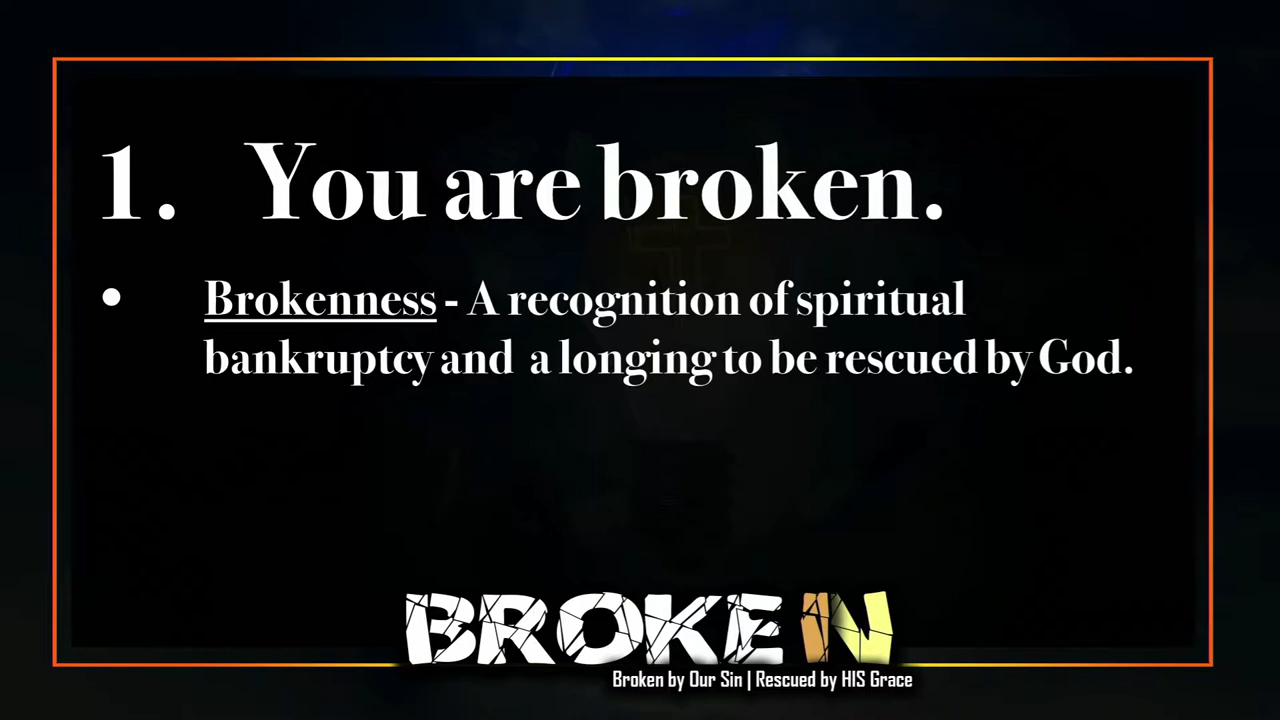 1. You are broken.
• Brokenness - A recognition of spiritual
bankruptcy and a longing to be rescued by God.
BROKEN
Broken by Our Sin | Rescued by HIS Grace